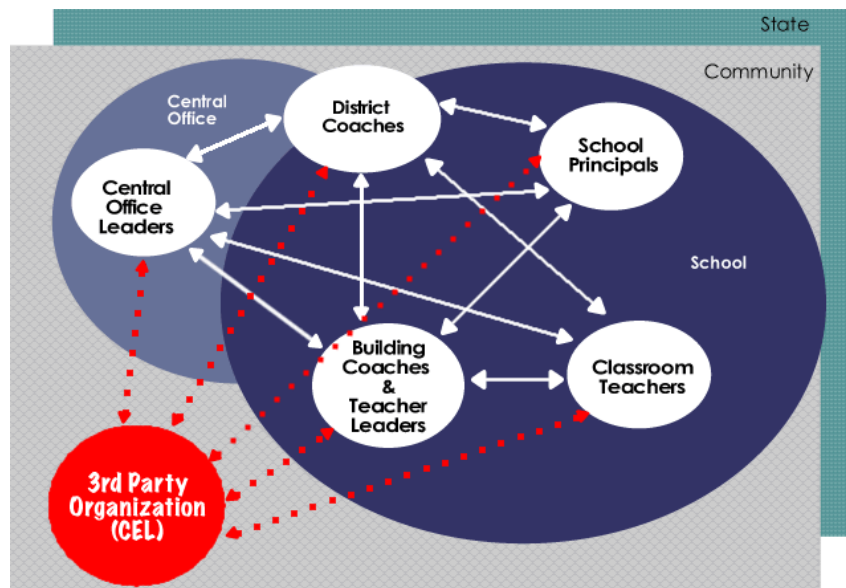 State
Community
Central
Office
District
Coaches
School
Principals
Central
Office
Leaders
School
Building
Coaches
&
Teacher
Leaders
Classroom
Teachers
3rd Party
Organization
(CEL)